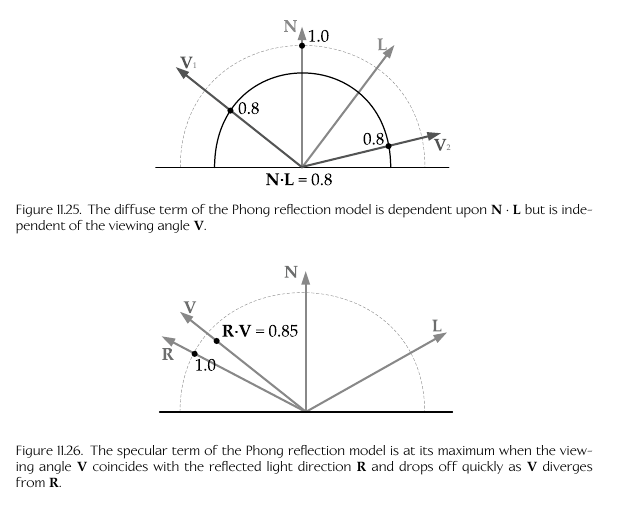 N
1.0
L
V1
0.8
0.8
V2
N·L = 0.8
Figure 11.25. The diffuse term of the Phong reflection model is dependent upon N · L but is inde-
pendent of the viewing angle V.
N
V
R·V = 0.85
L
R
1.0
Figure 11.26. The specular term of the Phong reflection model is at its maximum when the view-
ing angle V coincides with the reflected light direction R and drops off quickly as V diverges
from R.